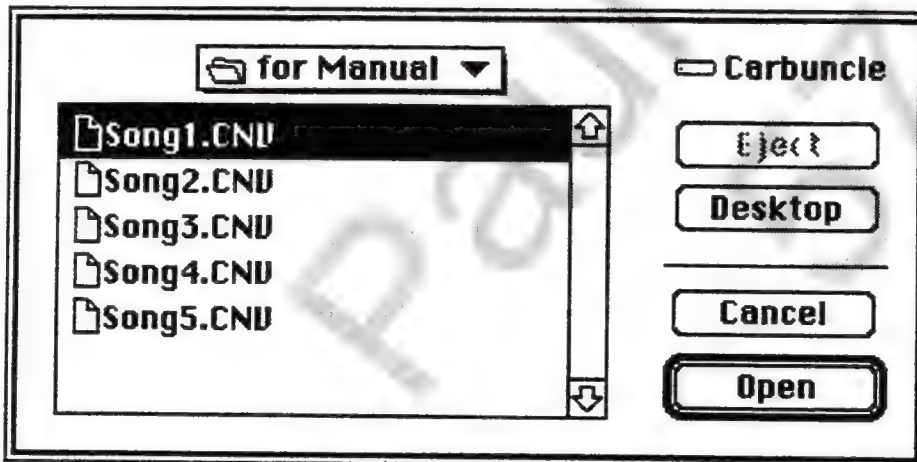 for Manual
Carbuncle
Song1.CNV
Song2.CNV
Song3.CNV
Song4.CNV
Song5.CNV
Eject
Desktop
Cancel
Open